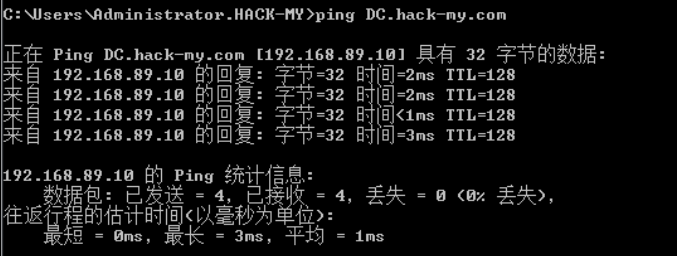 C:\Users\Administrator.HACK-MY>ping DC.hack-my.com
正在 Ping DC.hack-my.com [192.168.89.10] 具有 32 字节的数据:
来自 192.168.89.10 的回复: 字节=32 时间=2ms TTL=128
来自 192.168.89.10 的回复: 字节=32 时间=2ms TTL=128
来自 192.168.89.10 的回复: 字节=32 时间<1ms TTL=128
来自 192.168.89.10 的回复: 字节=32 时间=3ms TTL=128
192.168.89.10 的 Ping 统计信息:
数据包: 已发送 = 4, 已接收 = 4, 丢失 = 0 (0% 丢失),
往返行程的估计时间(以毫秒为单位):
最短 = 0ms, 最长 = 3ms, 平均 = 1ms